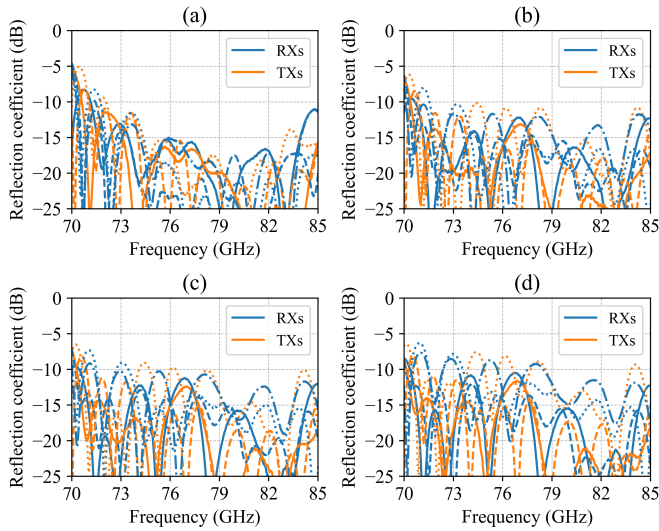 (a)
Reflection coefficient (dB)
0
−5
−10
−15
−20
−25
70 73 76 79 82 85
Frequency (GHz)
RXs
TXs
(b)
Reflection coefficient (dB)
0
−5
−10
−15
−20
−25
70 73 76 79 82 85
Frequency (GHz)
RXs
TXs
(c)
Reflection coefficient (dB)
0
−5
−10
−15
−20
−25
70 73 76 79 82 85
Frequency (GHz)
RXs
TXs
(d)
Reflection coefficient (dB)
0
−5
−10
−15
−20
−25
70 73 76 79 82 85
Frequency (GHz)
RXs
TXs